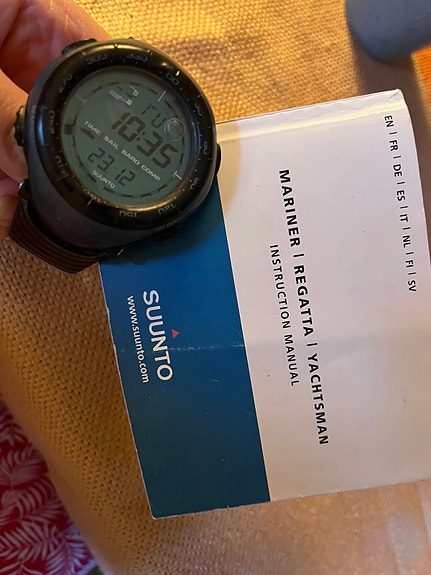 TU
10:35
TIME SAIL BARO COMP
23.12
SUUNTO
EN | FR | DE | ES | IT | NL | FI | SV
MARINER | REGATTA | YACHTSMAN
INSTRUCTION MANUAL
SUUNTO
www.suunto.com